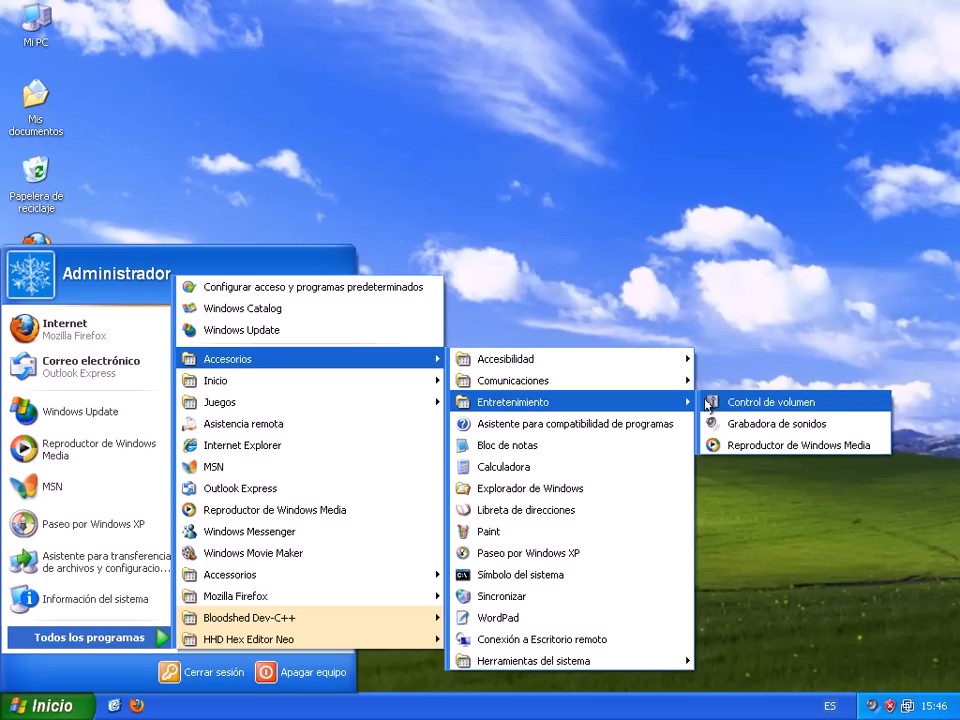 Mi PC
Mis
documentos
Papelera de
reciclaje
Administrador
Internet
Mozilla Firefox
Correo electrónico
Outlook Express
Windows Update
Reproductor de Windows
Media
MSN
Paseo por Windows XP
Asistente para transferencia
de archivos y configuracio...
Información del sistema
Todos los programas
Cerrar sesión
Apagar equipo
Configurar acceso y programas predeterminados
Windows Catalog
Windows Update
Accesorios
Inicio
Juegos
Asistencia remota
Internet Explorer
MSN
Outlook Express
Reproductor de Windows Media
Windows Messenger
Windows Movie Maker
Accessorios
Mozilla Firefox
Bloodshed Dev-C++
HHD Hex Editor Neo
Accesibilidad
Comunicaciones
Entretenimiento
Asistente para compatibilidad de programas
Bloc de notas
Calculadora
Explorador de Windows
Libreta de direcciones
Paint
Paseo por Windows XP
Símbolo del sistema
Sincronizar
WordPad
Conexión a Escritorio remoto
Herramientas del sistema
Control de volumen
Grabadora de sonidos
Reproductor de Windows Media
Inicio
ES
15:46